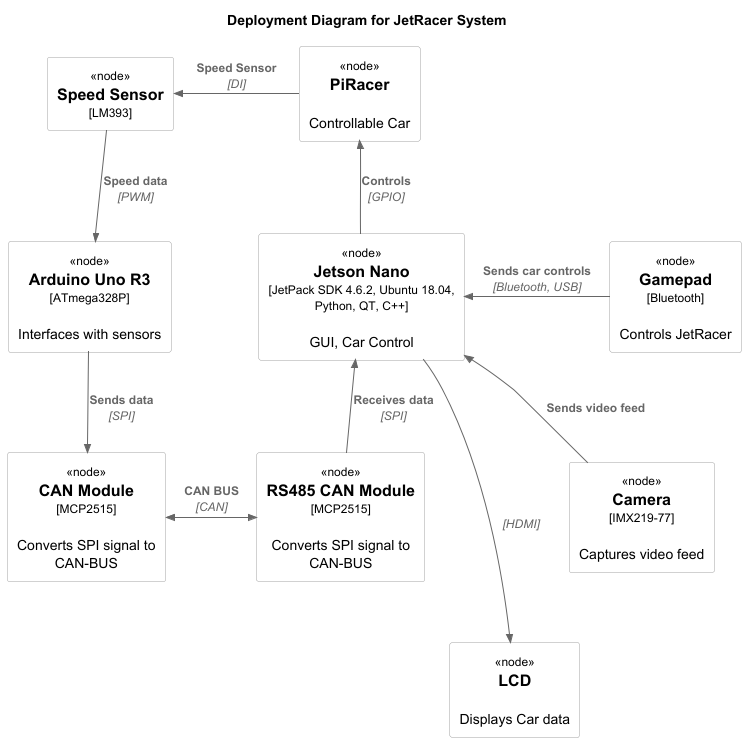 Deployment Diagram for JetRacer System
«node»
Speed Sensor
[LM393]
Speed Sensor
[DI]
«node»
PiRacer
Controllable Car
Speed data
[PWM]
Controls
[GPIO]
«node»
Arduino Uno R3
[ATmega328P]
Interfaces with sensors
«node»
Jetson Nano
[JetPack SDK 4.6.2, Ubuntu 18.04,
Python, QT, C++]
GUI, Car Control
Sends car controls
[Bluetooth, USB]
«node»
Gamepad
[Bluetooth]
Controls JetRacer
Sends data
[SPI]
Receives data
[SPI]
Sends video feed
«node»
CAN Module
[MCP2515]
Converts SPI signal to
CAN-BUS
CAN BUS
[CAN]
«node»
RS485 CAN Module
[MCP2515]
Converts SPI signal to
CAN-BUS
[HDMI]
«node»
Camera
[IMX219-77]
Captures video feed
«node»
LCD
Displays Car data